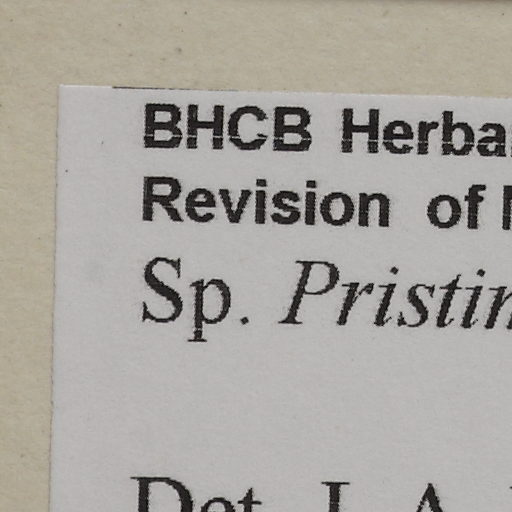 BHCB Herba
Revision of
Sp. Pristin
Det. J. A.